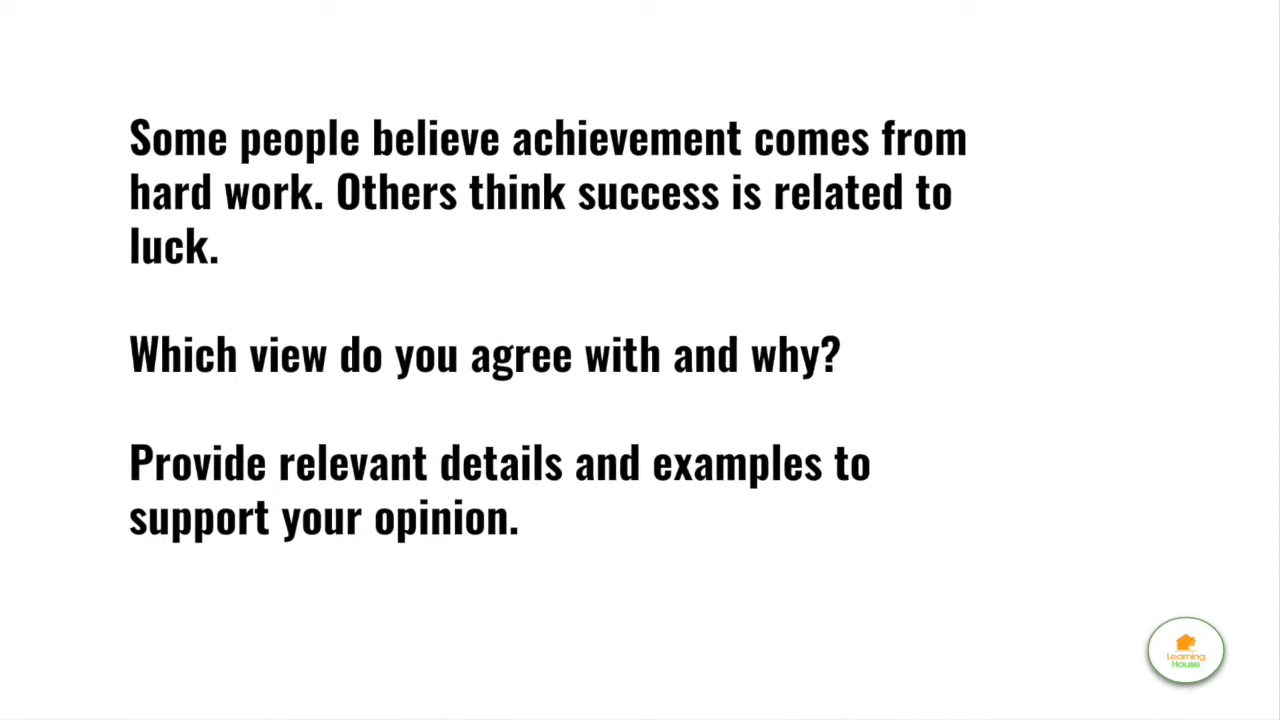 Some people believe achievement comes from
hard work. Others think success is related to
luck.
Which view do you agree with and why?
Provide relevant details and examples to
support your opinion.
Learning
House